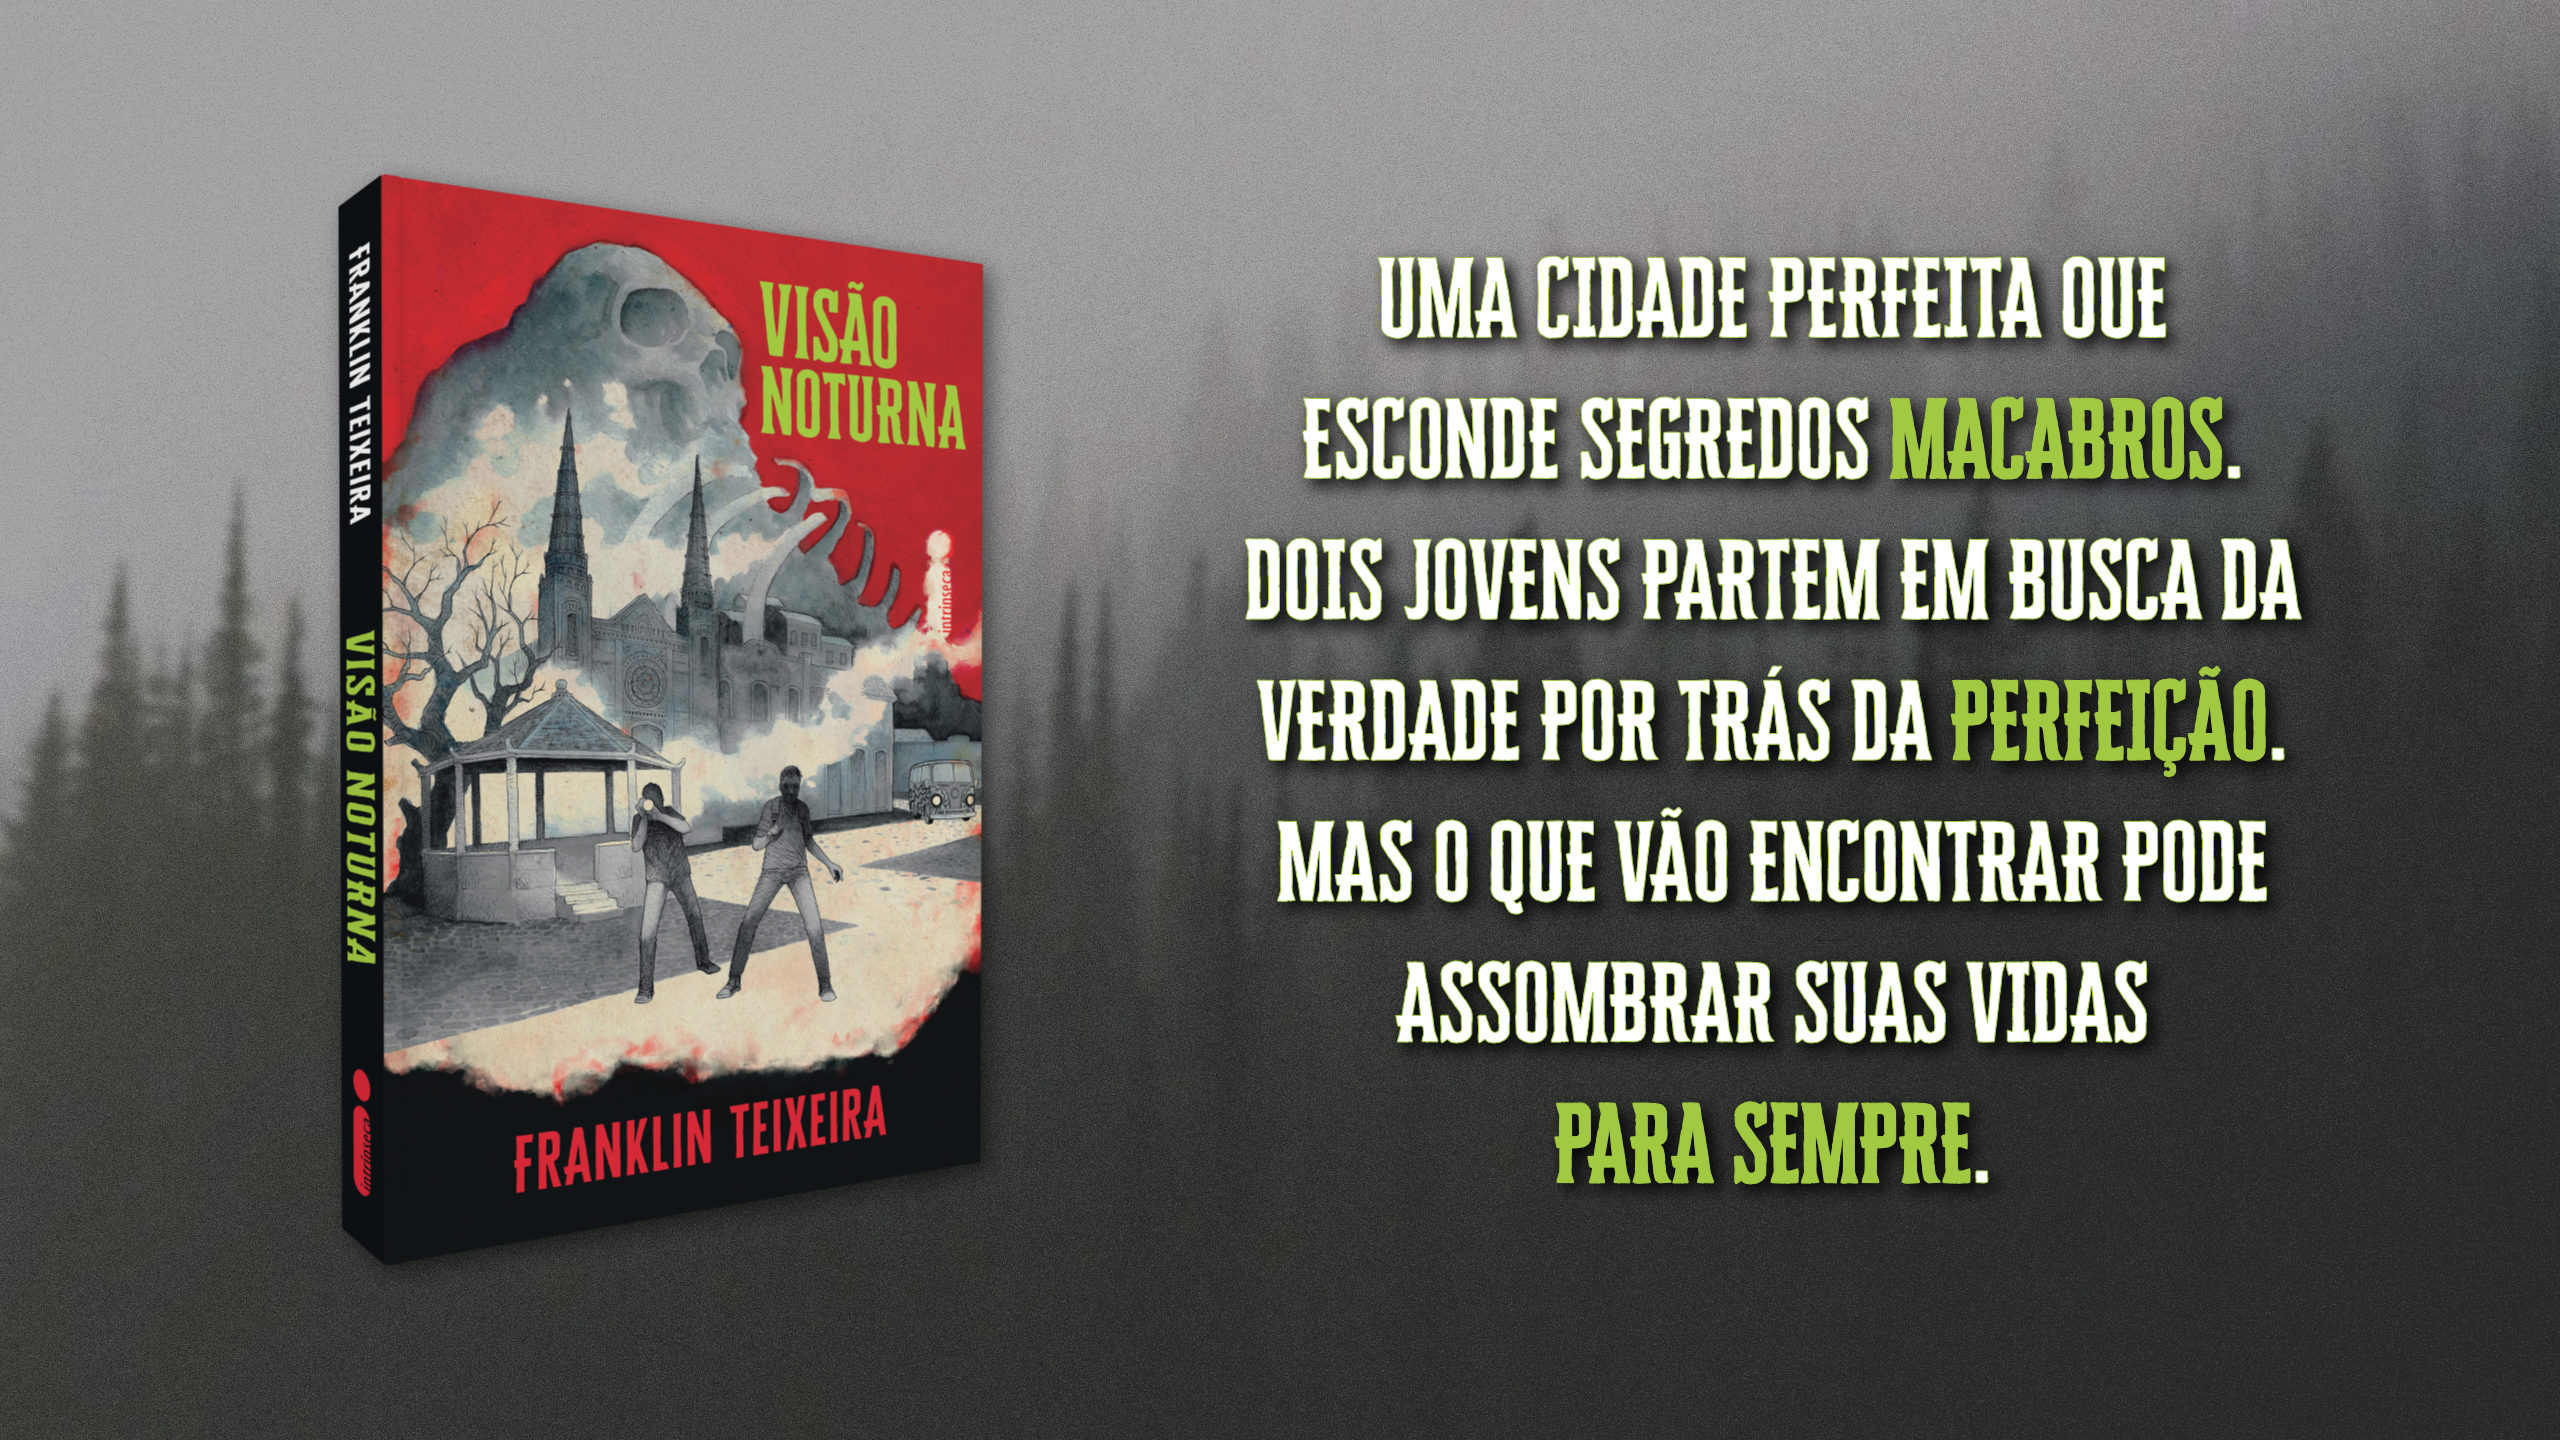 FRANKLIN TEIXEIRA
VISÃO NOTURNA
intrínseca
VISÃO
NOTURNA
intrínseca
FRANKLIN TEIXEIRA
UMA CIDADE PERFEITA QUE
ESCONDE SEGREDOS MACABROS.
DOIS JOVENS PARTEM EM BUSCA DA
VERDADE POR TRÁS DA PERFEIÇÃO.
MAS O QUE VÃO ENCONTRAR PODE
ASSOMBRAR SUAS VIDAS
PARA SEMPRE.